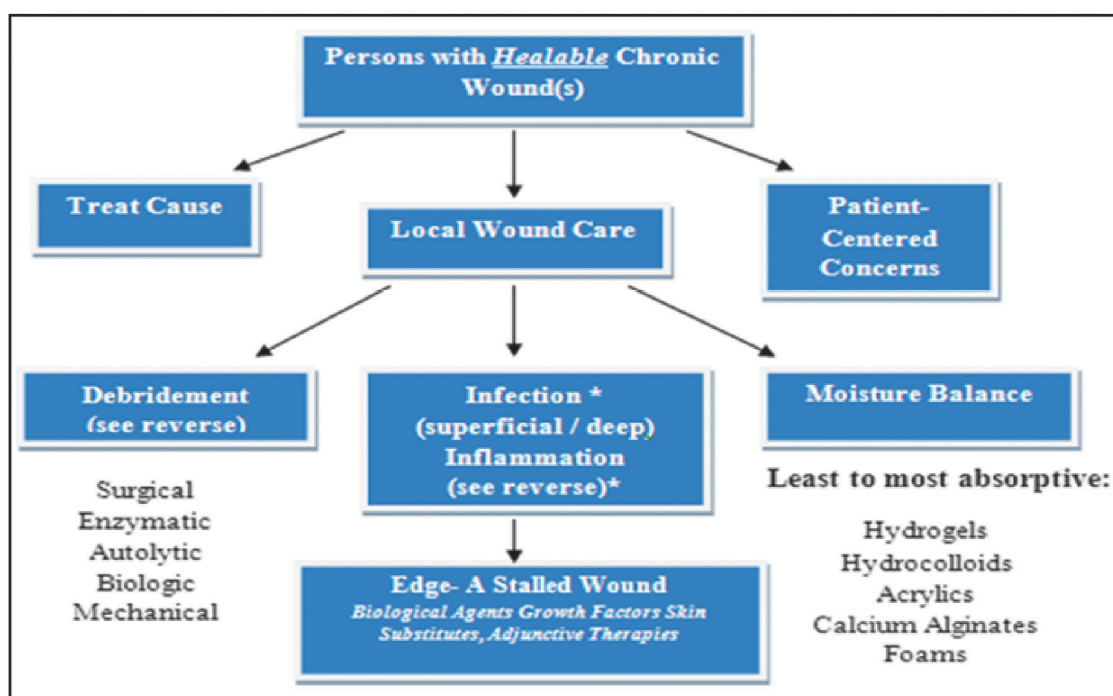 Persons with Healable Chronic
Wound(s)
Treat Cause
Local Wound Care
Patient-
Centered
Concerns
Debridement
(see reverse)
Infection *
(superficial / deep)
Inflammation
(see reverse)*
Moisture Balance
Surgical
Enzymatic
Autolytic
Biologic
Mechanical
Least to most absorptive:
Hydrogels
Hydrocolloids
Acrylics
Calcium Alginates
Foams
Edge- A Stalled Wound
Biological Agents Growth Factors Skin
Substitutes, Adjunctive Therapies